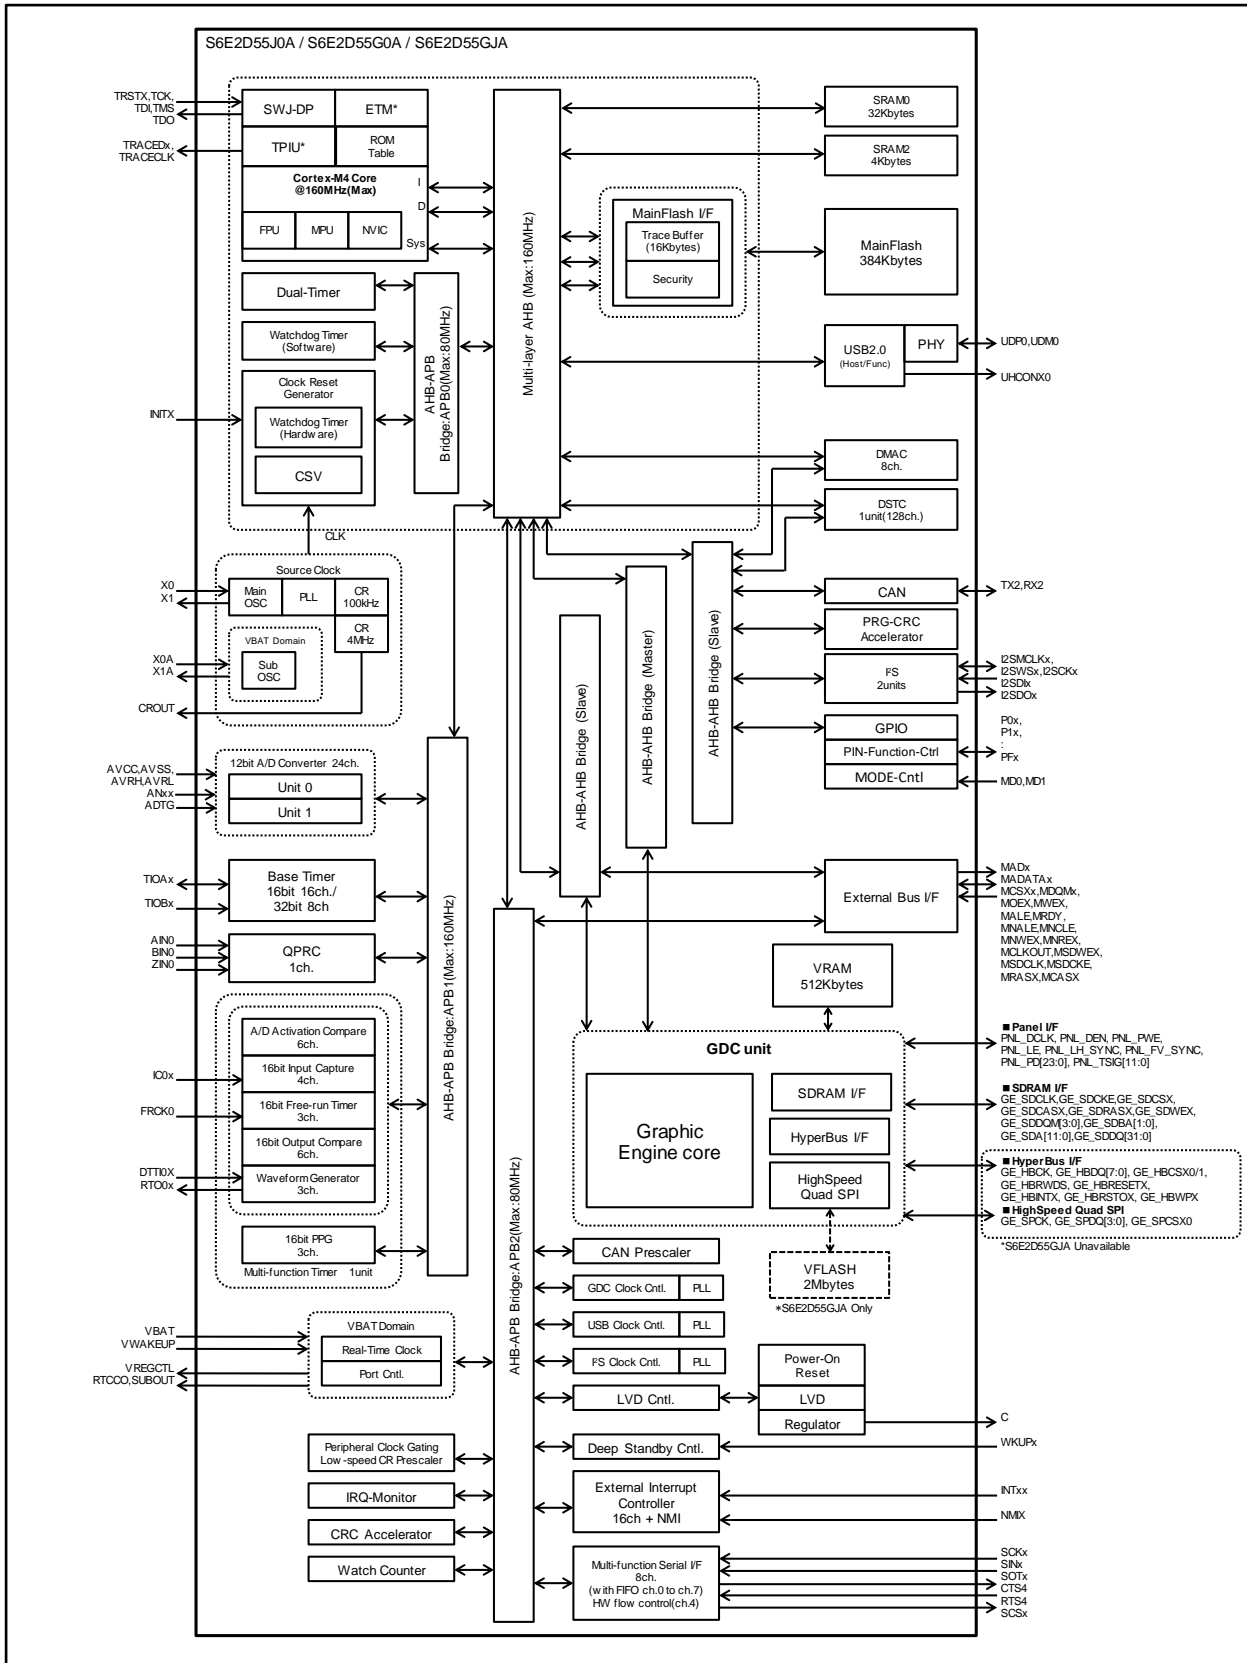 S6E2D55J0A / S6E2D55G0A / S6E2D55GJA
TRSTX,TCK,
TDI,TMS
TDO
TRACEDx,
TRACECLK
SWJ-DP
ETM*
TPIU*
ROM
Table
Cortex-M4 Core
@160MHz(Max)
I
D
Sys
FPU
MPU
NVIC
Dual-Timer
Watchdog Timer
(Software)
Clock Reset
Generator
Watchdog Timer
(Hardware)
CSV
INITX
CLK
AHB-APB
Bridge:APB0(Max:80MHz)
Multi-layer AHB (Max:160MHz)
MainFlash I/F
Trace Buffer
(16Kbytes)
Security
SRAM0
32Kbytes
SRAM2
4Kbytes
MainFlash
384Kbytes
USB2.0
(Host/Func)
PHY
UDP0,UDM0
UHCONX0
DMAC
8ch.
DSTC
1unit(128ch.)
Source Clock
X0
X1
Main
OSC
PLL
CR
100kHz
CR
4MHz
VBAT Domain
Sub
OSC
X0A
X1A
CROUT
AHB-AHB Bridge (Slave)
AHB-AHB Bridge (Master)
AHB-AHB Bridge (Slave)
CAN
TX2,RX2
PRG-CRC
Accelerator
I²S
2units
I2SMCLKx,
I2SWSx,I2SCKx
I2SDIx
I2SDOx
GPIO
PIN-Function-Ctrl
MODE-Cntl
P0x,
P1x,
:
PFx
MD0,MD1
AVCC,AVSS,
AVRH,AVRL
ANxx
ADTG
12bit A/D Converter 24ch.
Unit 0
Unit 1
TIOAx
TIOBx
Base Timer
16bit 16ch./
32bit 8ch
AIN0
BIN0
ZIN0
QPRC
1ch.
AHB-APB Bridge:APB1(Max:160MHz)
External Bus I/F
MADx
MADATAx
MCSXx,MDQMx,
MOEX,MWEX,
MALE,MRDY,
MNALE,MNCLE,
MNWEX,MNREX,
MCLKOUT,MSDWEX,
MSDCLK,MSDCKE,
MRASX,MCASX
VRAM
512Kbytes
A/D Activation Compare
6ch.
16bit Input Capture
4ch.
16bit Free-run Timer
3ch.
16bit Output Compare
6ch.
Waveform Generator
3ch.
16bit PPG
3ch.
Multi-function Timer 1unit
IC0x
FRCK0
DTTI0X
RTO0x
GDC unit
Graphic
Engine core
SDRAM I/F
HyperBus I/F
HighSpeed
Quad SPI
■ Panel I/F
PNL_DCLK, PNL_DEN, PNL_PWE,
PNL_LE, PNL_LH_SYNC, PNL_FV_SYNC,
PNL_PD[23:0], PNL_TSIG[11:0]
■ SDRAM I/F
GE_SDCLK,GE_SDCKE,GE_SDCSX,
GE_SDCASX,GE_SDRASX,GE_SDWEX,
GE_SDDQM[3:0],GE_SDBA[1:0],
GE_SDA[11:0],GE_SDDQ[31:0]
■ HyperBus I/F
GE_HBCK, GE_HBDQ[7:0], GE_HBCSX0/1,
GE_HBRWDS, GE_HBRESETX,
GE_HBINTX, GE_HBRSTOX, GE_HBWPX
■ HighSpeed Quad SPI
GE_SPCK, GE_SPDQ[3:0], GE_SPCSX0
*S6E2D55GJA Unavailable
VFLASH
2Mbytes
*S6E2D55GJA Only
AHB-APB Bridge:APB2(Max:80MHz)
CAN Prescaler
GDC Clock Cntl.
PLL
USB Clock Cntl.
PLL
I²S Clock Cntl.
PLL
LVD Cntl.
Power-On
Reset
LVD
Regulator
C
Deep Standby Cntl.
WKUPx
External Interrupt
Controller
16ch + NMI
INTxx
NMIX
Multi-function Serial I/F
8ch.
(with FIFO ch.0 to ch.7)
HW flow control(ch.4)
SCKx
SINx
SOTx
CTS4
RTS4
SCSx
VBAT
VWAKEUP
VREGCTL
RTCCO,SUBOUT
VBAT Domain
Real-Time Clock
Port Cntl.
Peripheral Clock Gating
Low-speed CR Prescaler
IRQ-Monitor
CRC Accelerator
Watch Counter